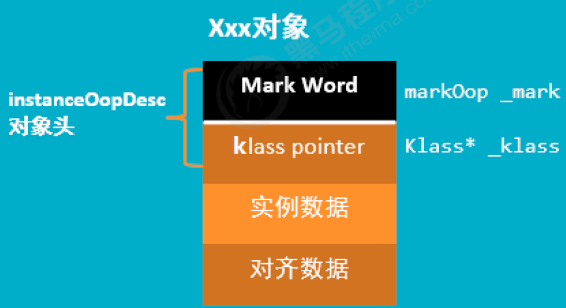 Xxx对象
Mark Word
markOop _mark
instanceOopDesc
对象头
klass pointer
Klass* _klass
实例数据
对齐数据